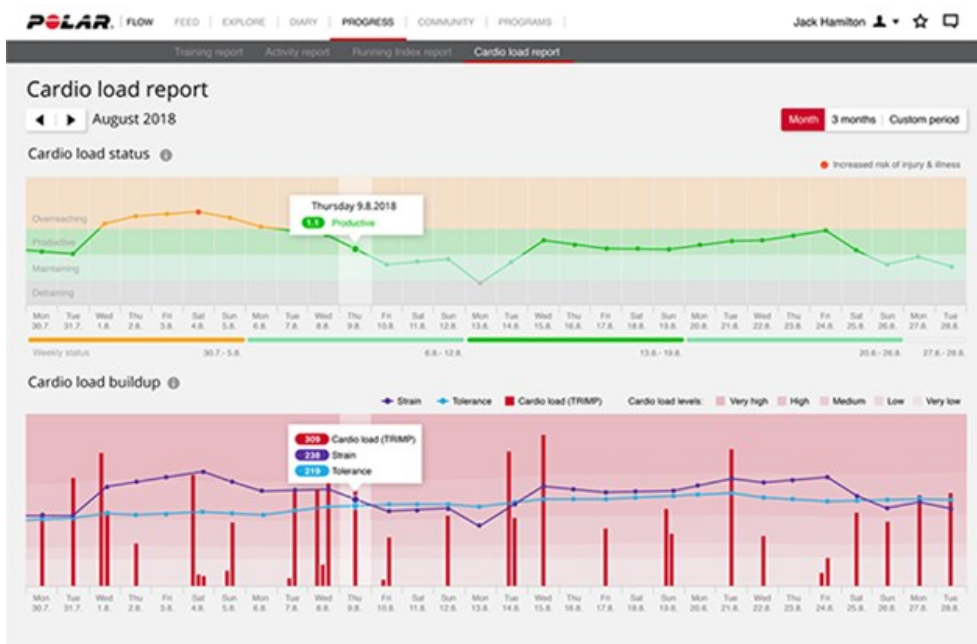 POLAR. FLOW FEED EXPLORE DIARY PROGRESS COMMUNITY PROGRAMS Jack Hamilton
Training report Activity report Running Index report Cardio load report
Cardio load report
August 2018 Month 3 months Custom period
Cardio load status
Increased risk of injury & illness
Thursday 9.8.2018
1.1 Productive
Overreaching
Productive
Maintaining
Detraining
Mon Tue Wed Thu Fri Sat Sun Mon Tue Wed Thu Fri Sat Sun Mon Tue Wed Thu Fri Sat Sun Mon Tue Wed Thu Fri Sat Sun Mon Tue
30.7. 31.7. 1.8. 2.8. 3.8. 4.8. 5.8. 6.8. 7.8. 8.8. 9.8. 10.8. 11.8. 12.8. 13.8. 14.8. 15.8. 16.8. 17.8. 18.8. 19.8. 20.8. 21.8. 22.8. 23.8. 24.8. 25.8. 26.8. 27.8. 28.8.
Weekly status 30.7.- 5.8. 6.8.- 12.8. 13.8.- 19.8. 20.8.- 26.8. 27.8.- 28.8.
Cardio load buildup
Strain Tolerance Cardio load (TRIMP) Cardio load levels: Very high High Medium Low Very low
309 Cardio load (TRIMP)
238 Strain
219 Tolerance
Mon Tue Wed Thu Fri Sat Sun Mon Tue Wed Thu Fri Sat Sun Mon Tue Wed Thu Fri Sat Sun Mon Tue Wed Thu Fri Sat Sun Mon Tue
30.7. 31.7. 1.8. 2.8. 3.8. 4.8. 5.8. 6.8. 7.8. 8.8. 9.8. 10.8. 11.8. 12.8. 13.8. 14.8. 15.8. 16.8. 17.8. 18.8. 19.8. 20.8. 21.8. 22.8. 23.8. 24.8. 25.8. 26.8. 27.8. 28.8.